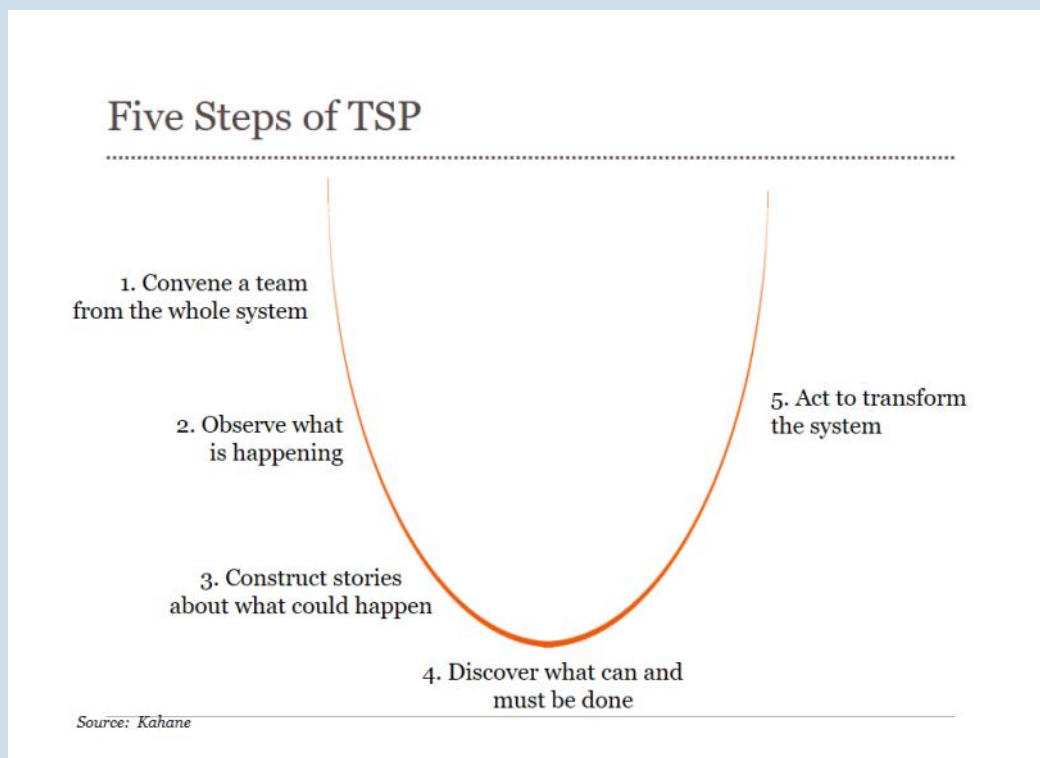 Five Steps of TSP
1. Convene a team
from the whole system
2. Observe what
is happening
3. Construct stories
about what could happen
4. Discover what can and
must be done
5. Act to transform
the system
Source: Kahane